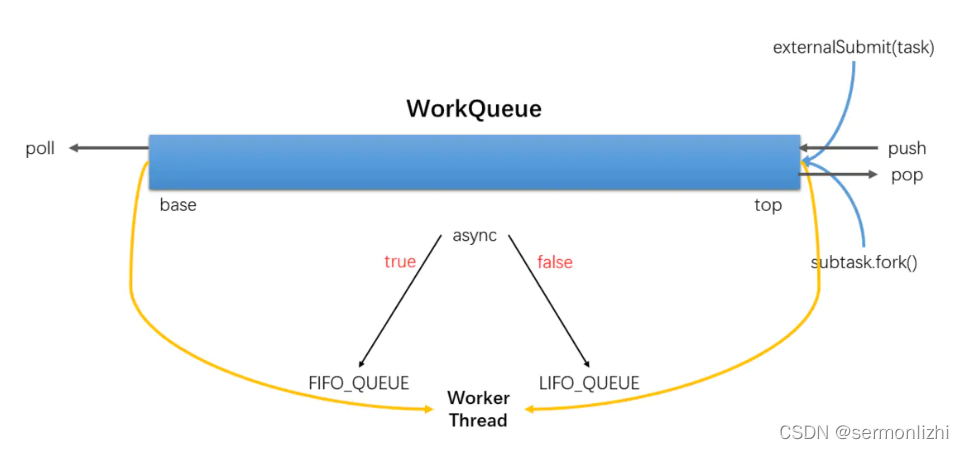 externalSubmit(task)
WorkQueue
poll
push
pop
base
top
async
true
false
subtask.fork()
FIFO_QUEUE
LIFO_QUEUE
Worker
Thread
CSDN @sermonlizhi